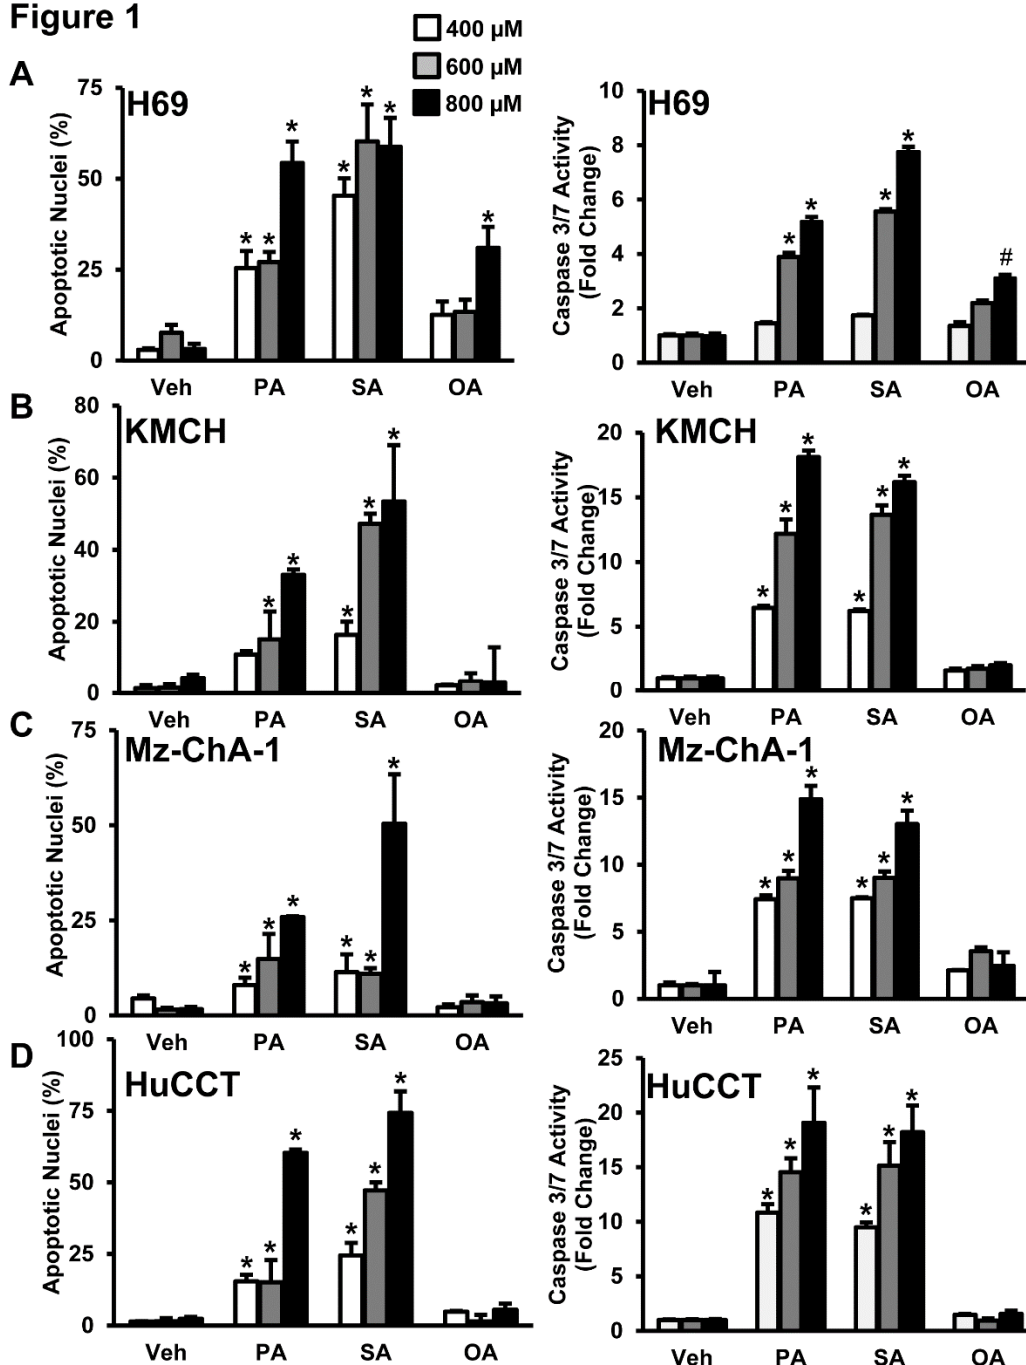 Figure 1
400 µM
600 µM
800 µM
A
H69
Apoptotic Nuclei (%)
75
50
25
0
* * * * * * *
Veh PA SA OA
H69
Caspase 3/7 Activity
(Fold Change)
10
8
6
4
2
0
* * * * #
Veh PA SA OA
B
KMCH
Apoptotic Nuclei (%)
80
60
40
20
0
* * * * *
Veh PA SA OA
KMCH
Caspase 3/7 Activity
(Fold Change)
20
15
10
5
0
* * * * * *
Veh PA SA OA
C
Mz-ChA-1
Apoptotic Nuclei (%)
75
50
25
0
* * * * * *
Veh PA SA OA
Mz-ChA-1
Caspase 3/7 Activity
(Fold Change)
20
15
10
5
0
* * * * * *
Veh PA SA OA
D
HuCCT
Apoptotic Nuclei (%)
100
75
50
25
0
* * * * * *
Veh PA SA OA
HuCCT
Caspase 3/7 Activity
(Fold Change)
25
20
15
10
5
0
* * * * * *
Veh PA SA OA